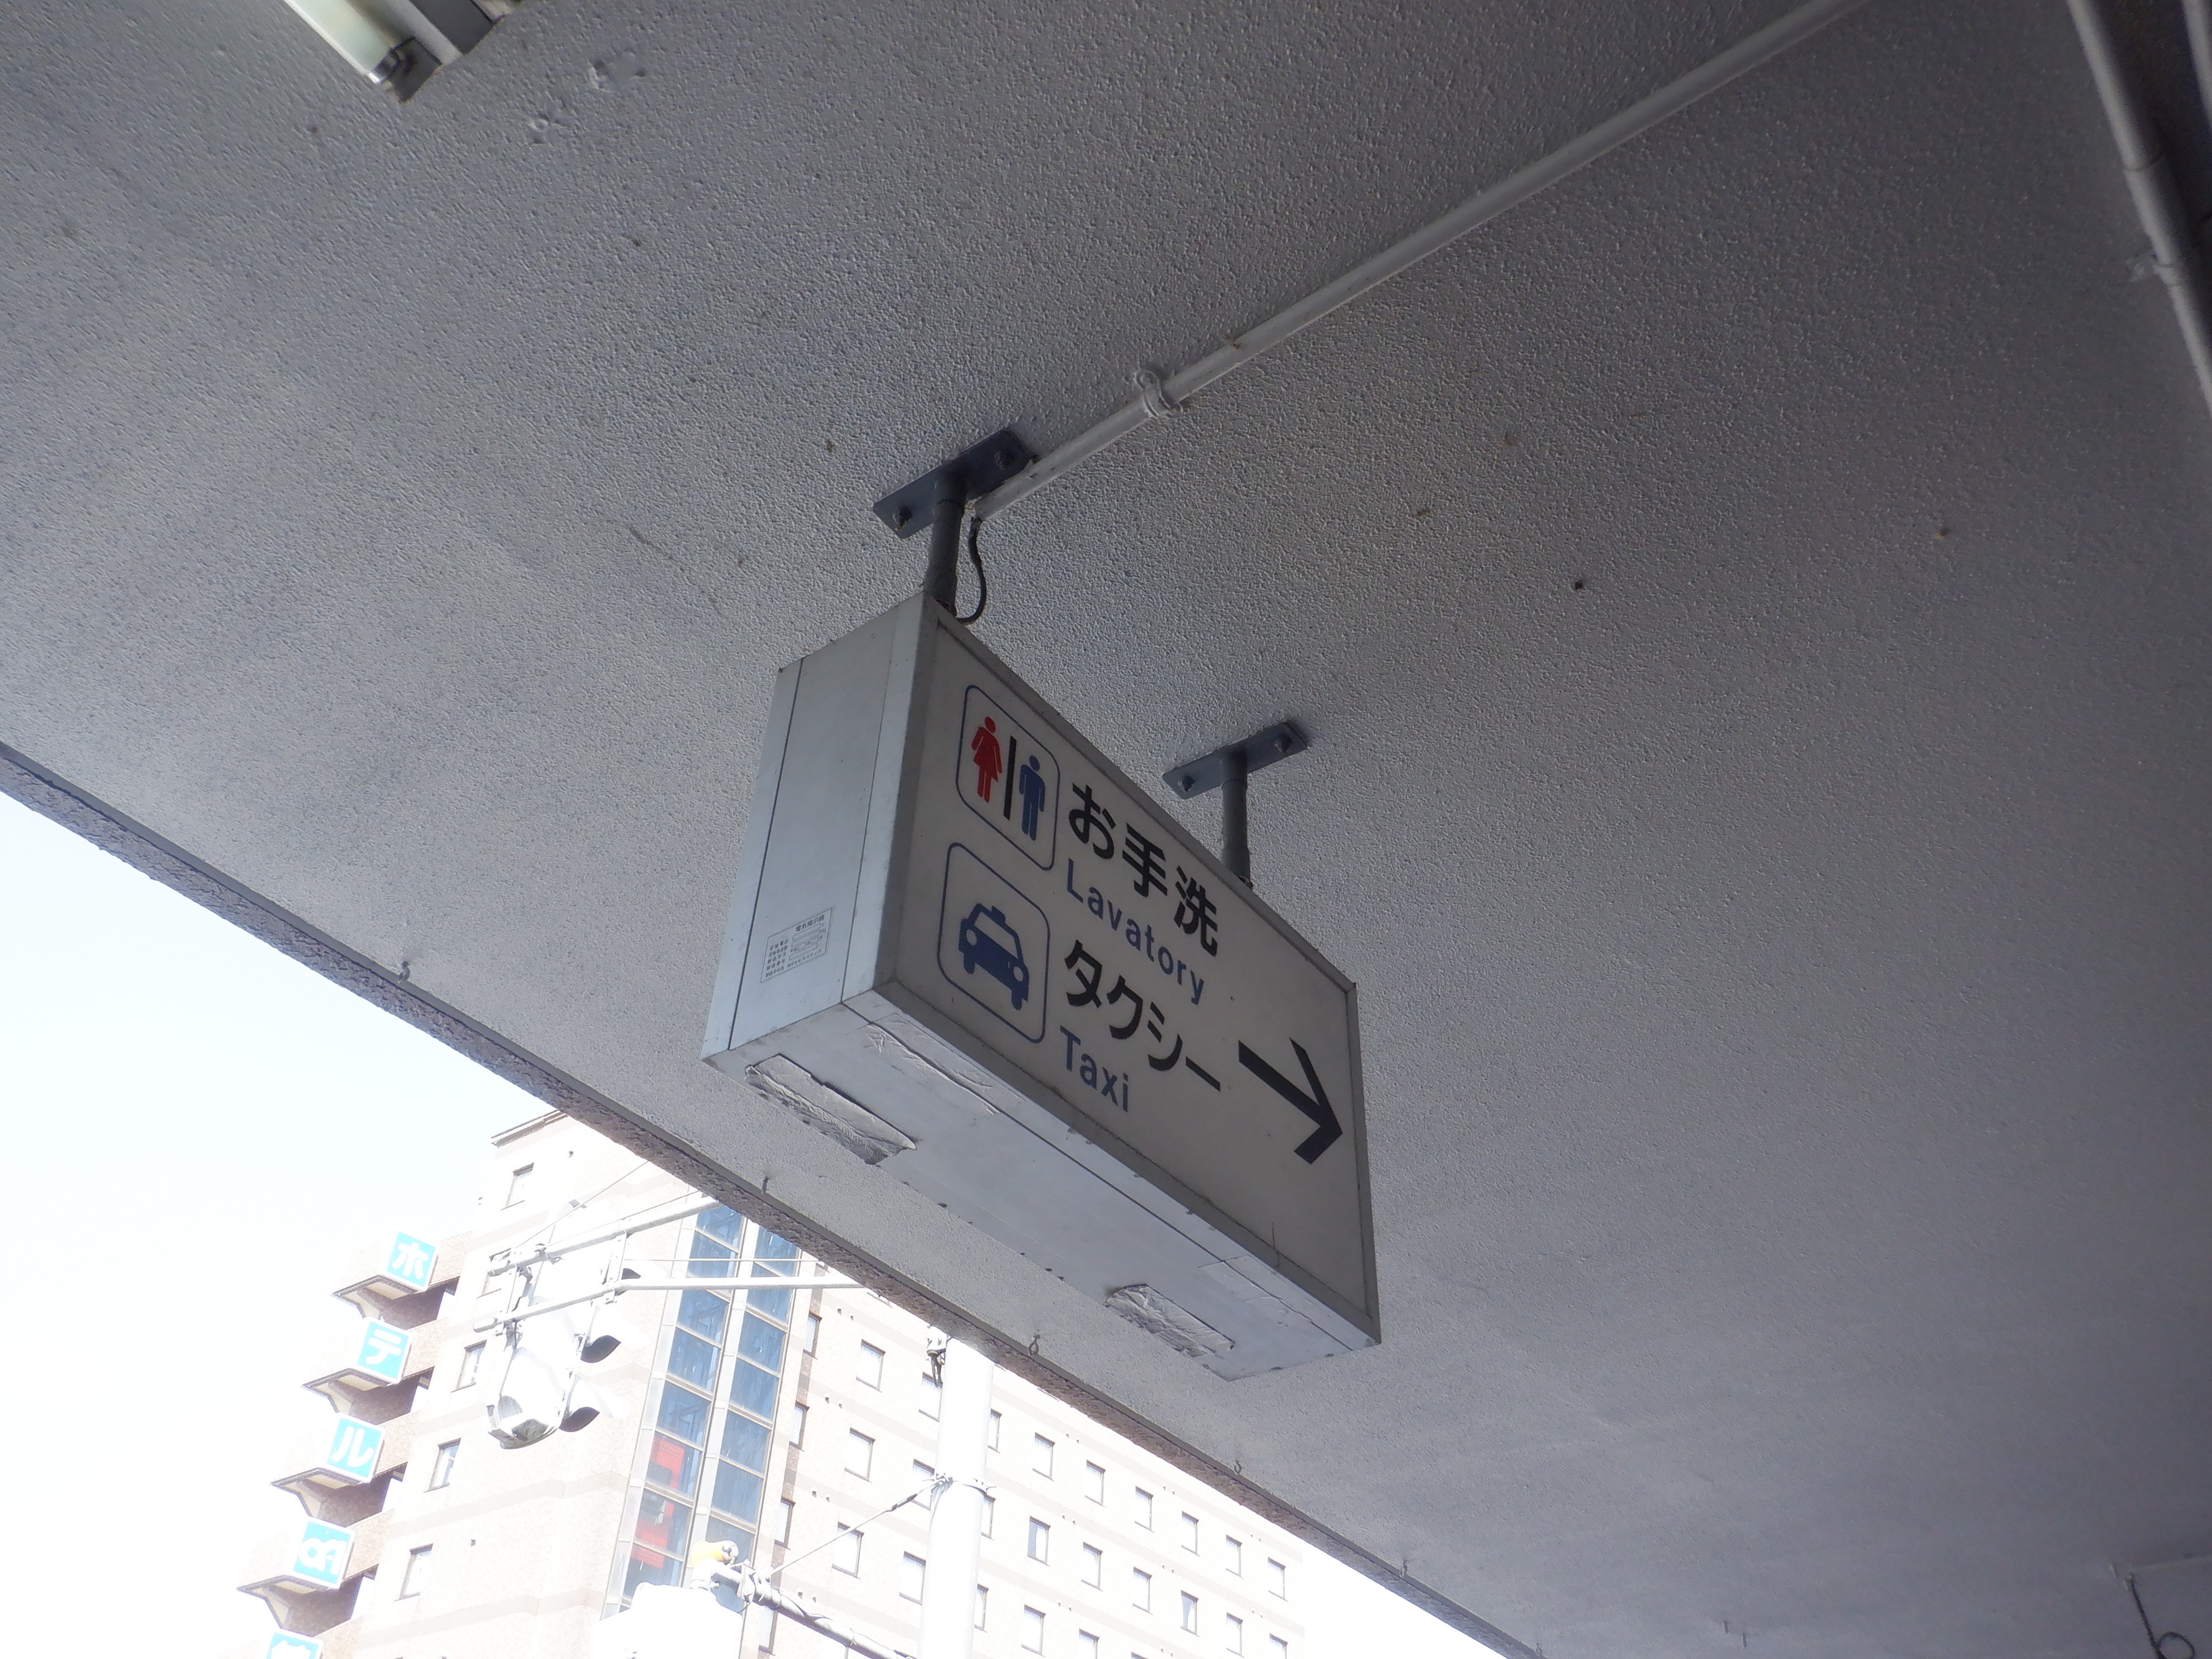 お手洗
Lavatory
タクシー
Taxi
ホテル